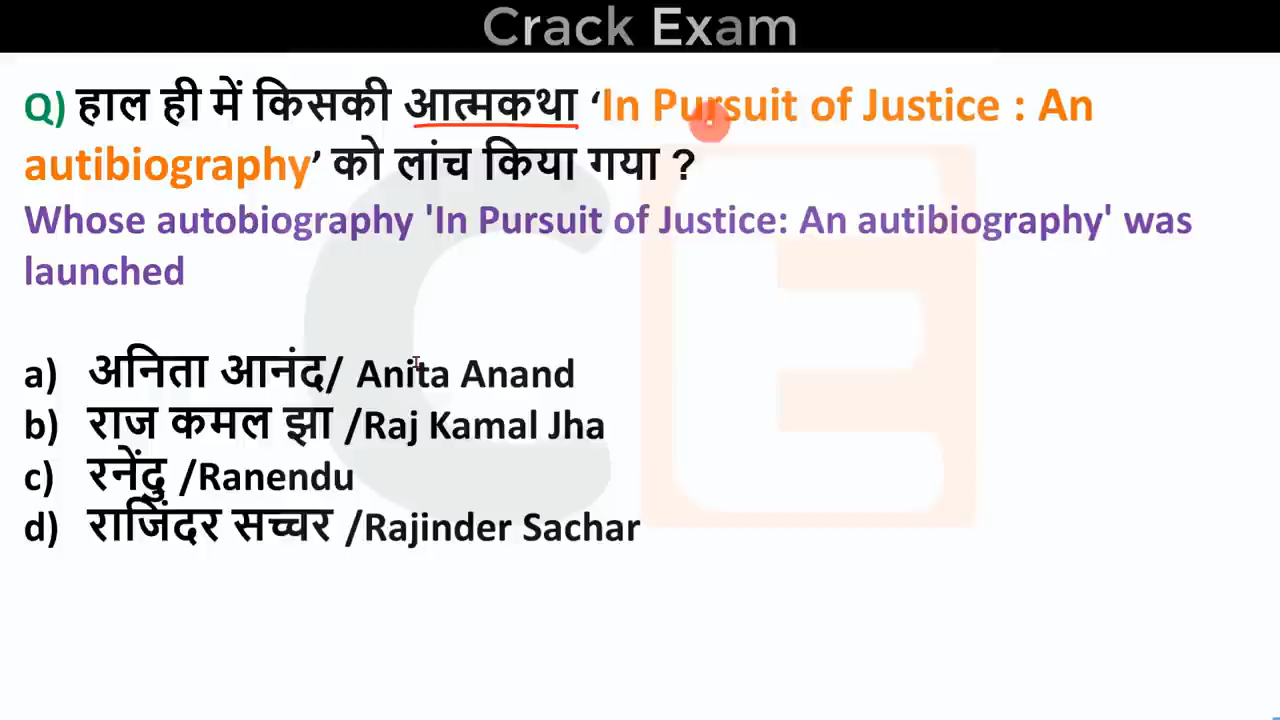 Crack Exam
Q) हाल ही में किसकी आत्मकथा ‘In Pursuit of Justice : An
autibiography’ को लांच किया गया ?
Whose autobiography 'In Pursuit of Justice: An autibiography' was
launched
a) अनिता आनंद/ Anita Anand
b) राज कमल झा /Raj Kamal Jha
c) रनेंदु /Ranendu
d) राजिंदर सच्चर /Rajinder Sachar
CE